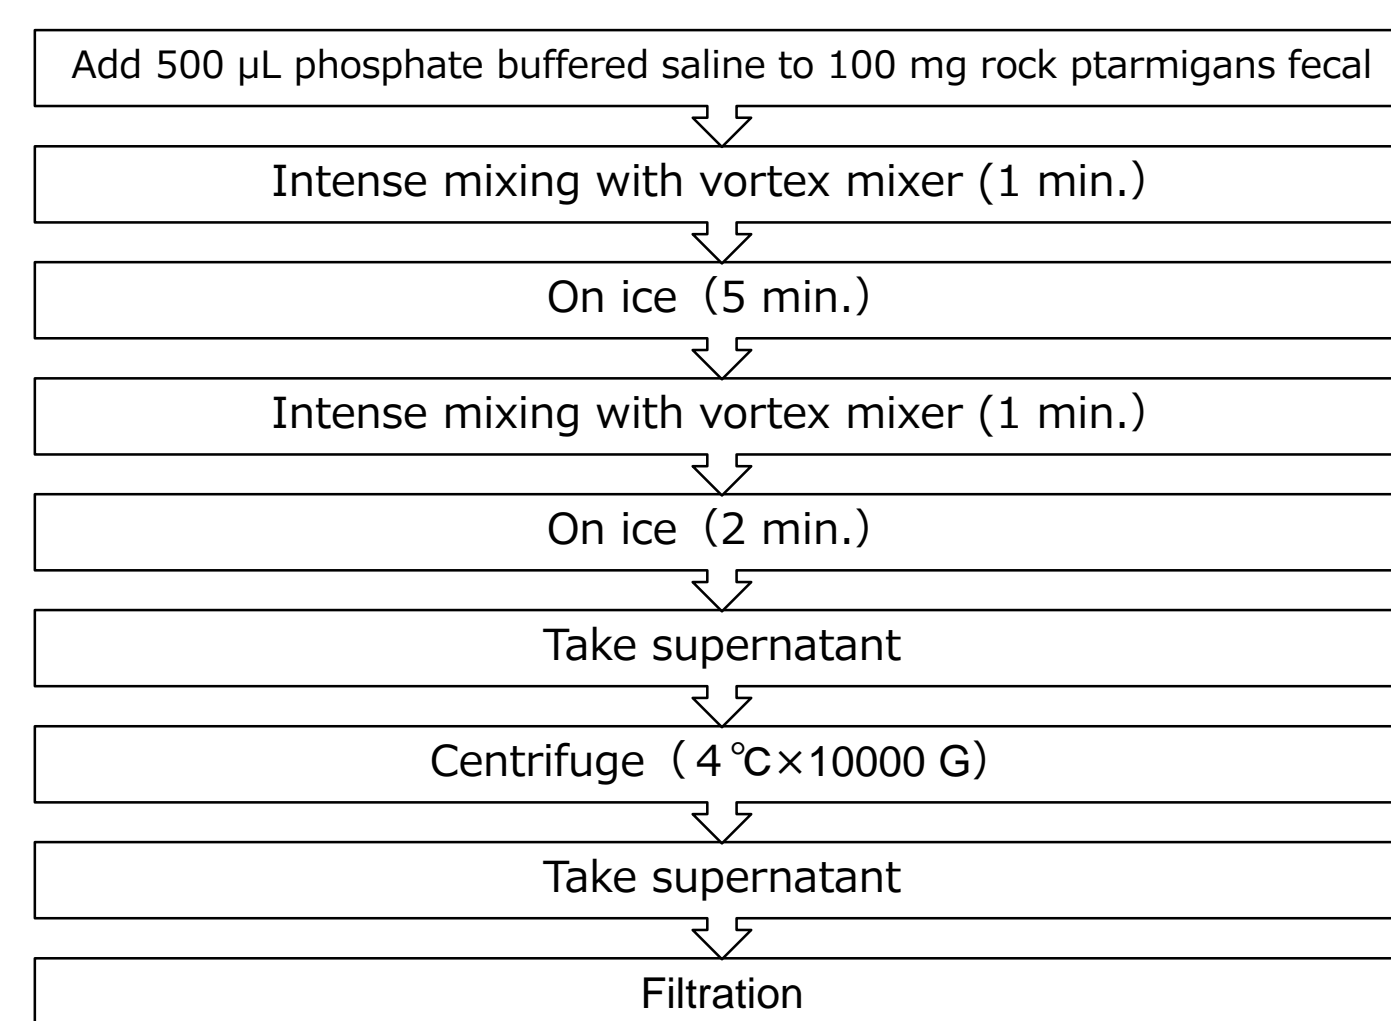 Add 500 µL phosphate buffered saline to 100 mg rock ptarmigans fecal
Intense mixing with vortex mixer (1 min.）
On ice（5 min.）
Intense mixing with vortex mixer (1 min.）
On ice（2 min.）
Take supernatant
Centrifuge（４℃×10000 G）
Take supernatant
Filtration